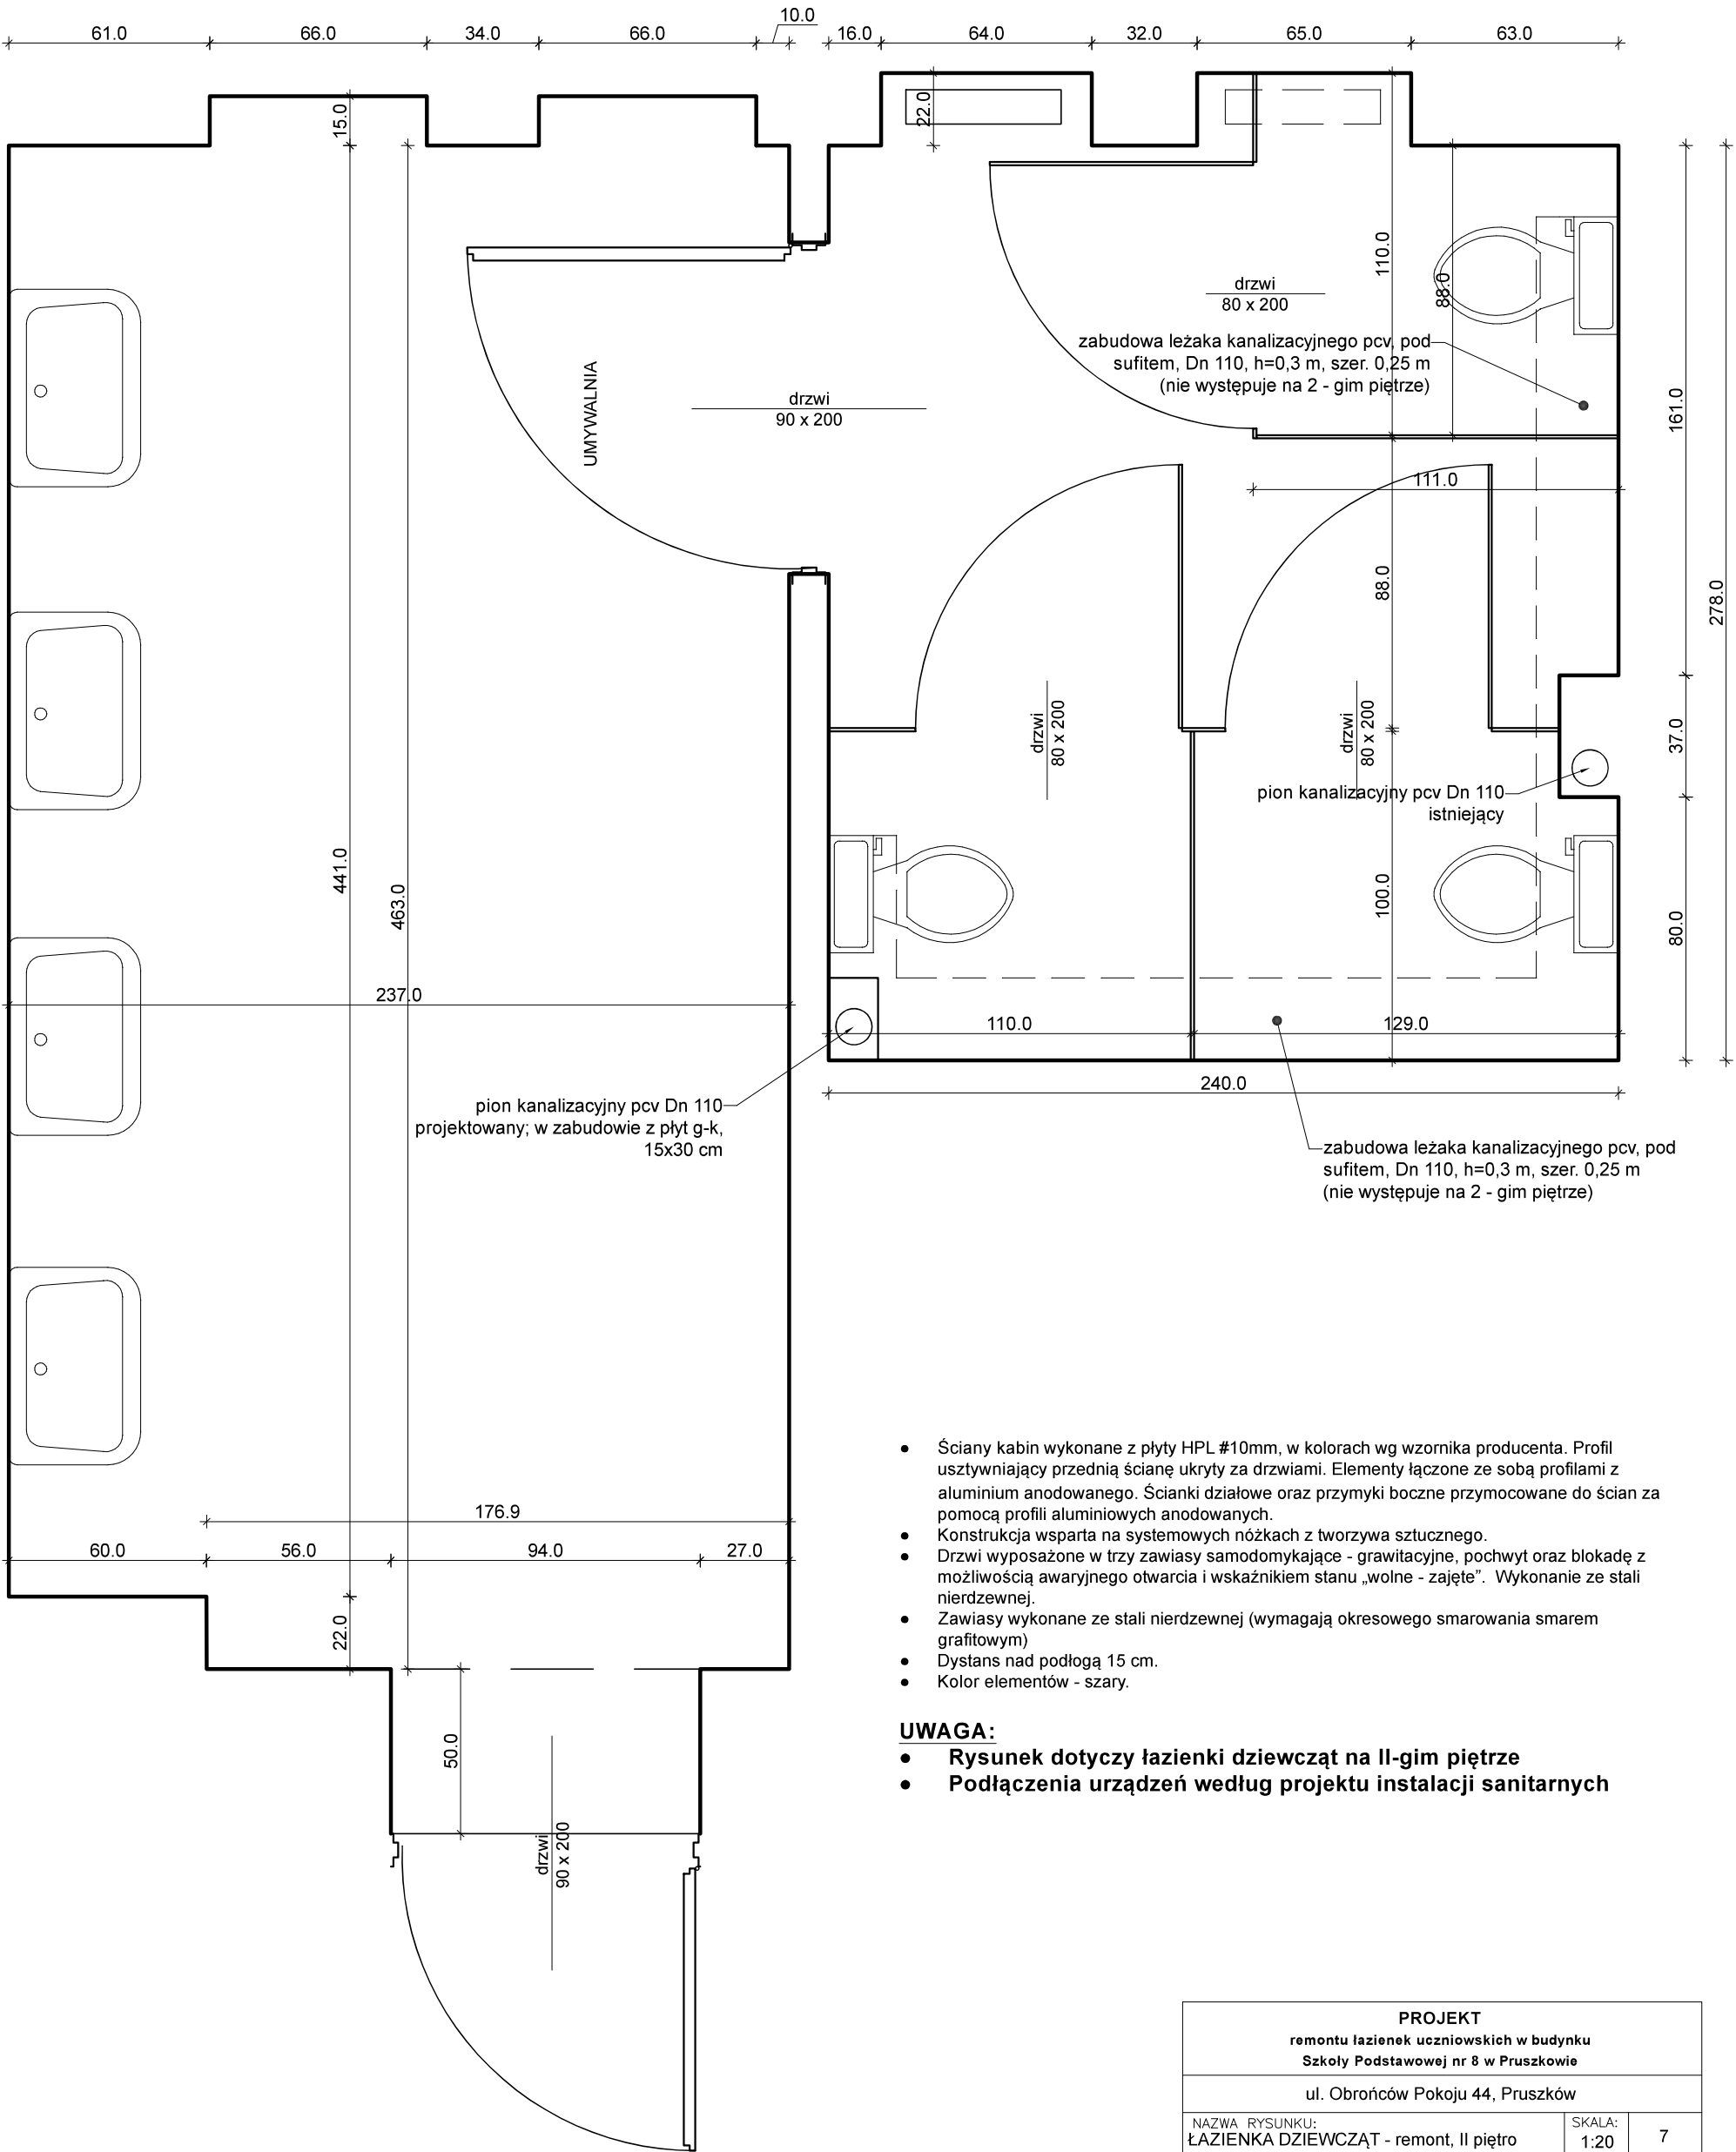 10.0
61.0
66.0
34.0
66.0
16.0
64.0
32.0
65.0
63.0
15.0
22.0
110.0
88.0
drzwi
80 x 200
zabudowa leżaka kanalizacyjnego pcv, pod
sufitem, Dn 110, h=0,3 m, szer. 0,25 m
(nie występuje na 2 - gim piętrze)
UMYWALNIA
drzwi
90 x 200
161.0
278.0
111.0
88.0
drzwi
80 x 200
drzwi
80 x 200
37.0
pion kanalizacyjny pcv Dn 110
istniejący
441.0
463.0
100.0
80.0
237.0
110.0
129.0
240.0
pion kanalizacyjny pcv Dn 110
projektowany; w zabudowie z płyt g-k,
15x30 cm
zabudowa leżaka kanalizacyjnego pcv, pod
sufitem, Dn 110, h=0,3 m, szer. 0,25 m
(nie występuje na 2 - gim piętrze)
176.9
60.0
56.0
94.0
27.0
22.0
50.0
drzwi
90 x 200
● Ściany kabin wykonane z płyty HPL #10mm, w kolorach wg wzornika producenta. Profil
usztywniający przednią ścianę ukryty za drzwiami. Elementy łączone ze sobą profilami z
aluminium anodowanego. Ścianki działowe oraz przymyki boczne przymocowane do ścian za
pomocą profili aluminiowych anodowanych.
● Konstrukcja wsparta na systemowych nóżkach z tworzywa sztucznego.
● Drzwi wyposażone w trzy zawiasy samodomykające - grawitacyjne, pochwyt oraz blokadę z
możliwością awaryjnego otwarcia i wskaźnikiem stanu „wolne - zajęte”. Wykonanie ze stali
nierdzewnej.
● Zawiasy wykonane ze stali nierdzewnej (wymagają okresowego smarowania smarem
grafitowym)
● Dystans nad podłogą 15 cm.
● Kolor elementów - szary.
UWAGA:
● Rysunek dotyczy łazienki dziewcząt na II-gim piętrze
● Podłączenia urządzeń według projektu instalacji sanitarnych
PROJEKT
remontu łazienek uczniowskich w budynku
Szkoły Podstawowej nr 8 w Pruszkowie
ul. Obrońców Pokoju 44, Pruszków
NAZWA RYSUNKU:
ŁAZIENKA DZIEWCZĄT - remont, II piętro
SKALA:
1:20
7